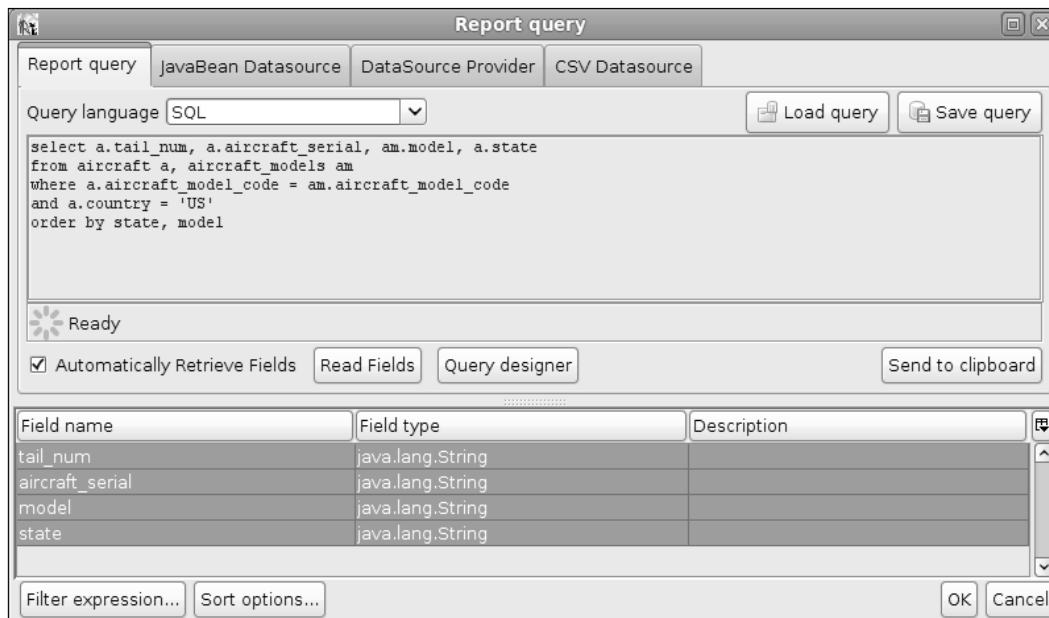 Report query
Report query JavaBean Datasource DataSource Provider CSV Datasource
Query language SQL Load query Save query
select a.tail_num, a.aircraft_serial, am.model, a.state
from aircraft a, aircraft_models am
where a.aircraft_model_code = am.aircraft_model_code
and a.country = 'US'
order by state, model
Ready
Automatically Retrieve Fields Read Fields Query designer Send to clipboard
Field name Field type Description
tail_num java.lang.String
aircraft_serial java.lang.String
model java.lang.String
state java.lang.String
Filter expression... Sort options... OK Cancel